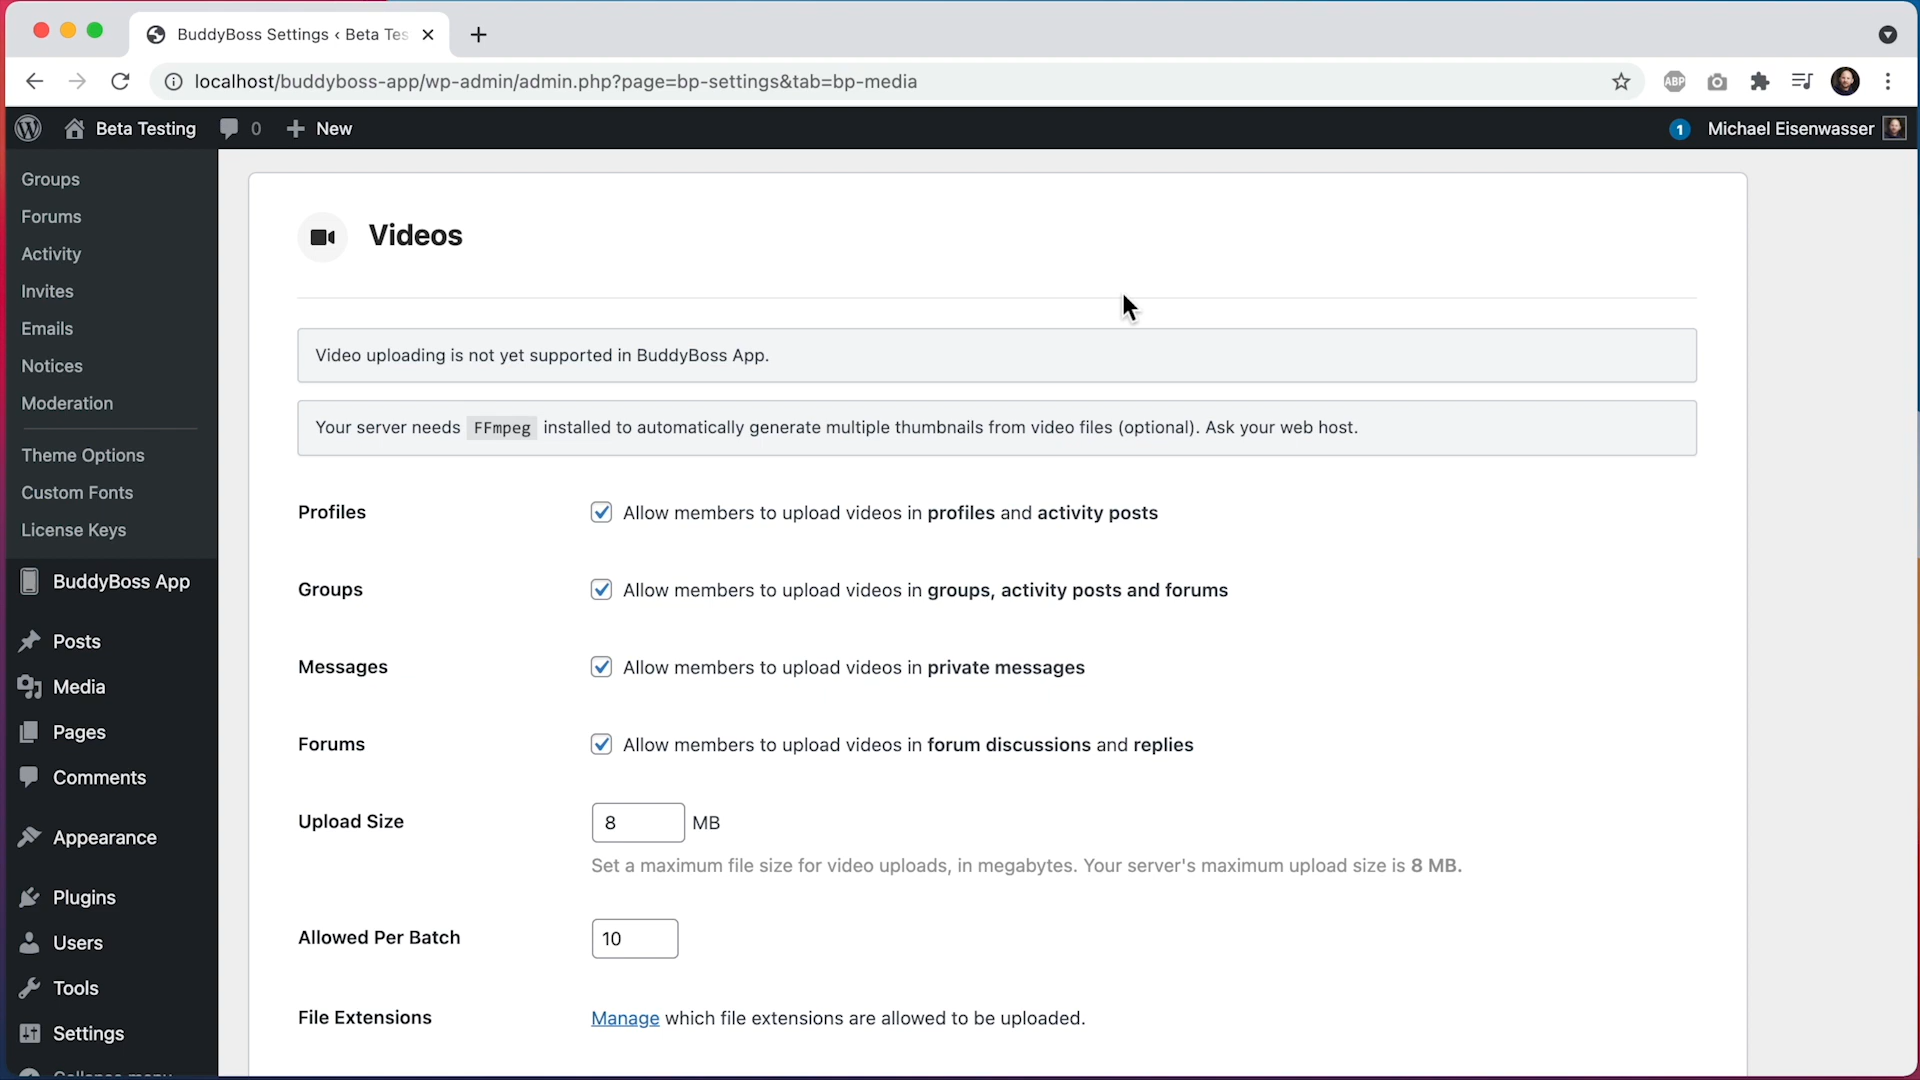 BuddyBoss Settings ‹ Beta Tes
localhost/buddyboss-app/wp-admin/admin.php?page=bp-settings&tab=bp-media
ABP
Beta Testing
0
New
1
Michael Eisenwasser
Groups
Forums
Activity
Invites
Emails
Notices
Moderation
Theme Options
Custom Fonts
License Keys
BuddyBoss App
Posts
Media
Pages
Comments
Appearance
Plugins
Users
Tools
Settings
Collapse menu
Videos
Video uploading is not yet supported in BuddyBoss App.
Your server needs FFmpeg installed to automatically generate multiple thumbnails from video files (optional). Ask your web host.
Profiles
Allow members to upload videos in profiles and activity posts
Groups
Allow members to upload videos in groups, activity posts and forums
Messages
Allow members to upload videos in private messages
Forums
Allow members to upload videos in forum discussions and replies
Upload Size
8 MB
Set a maximum file size for video uploads, in megabytes. Your server's maximum upload size is 8 MB.
Allowed Per Batch
10
File Extensions
Manage which file extensions are allowed to be uploaded.